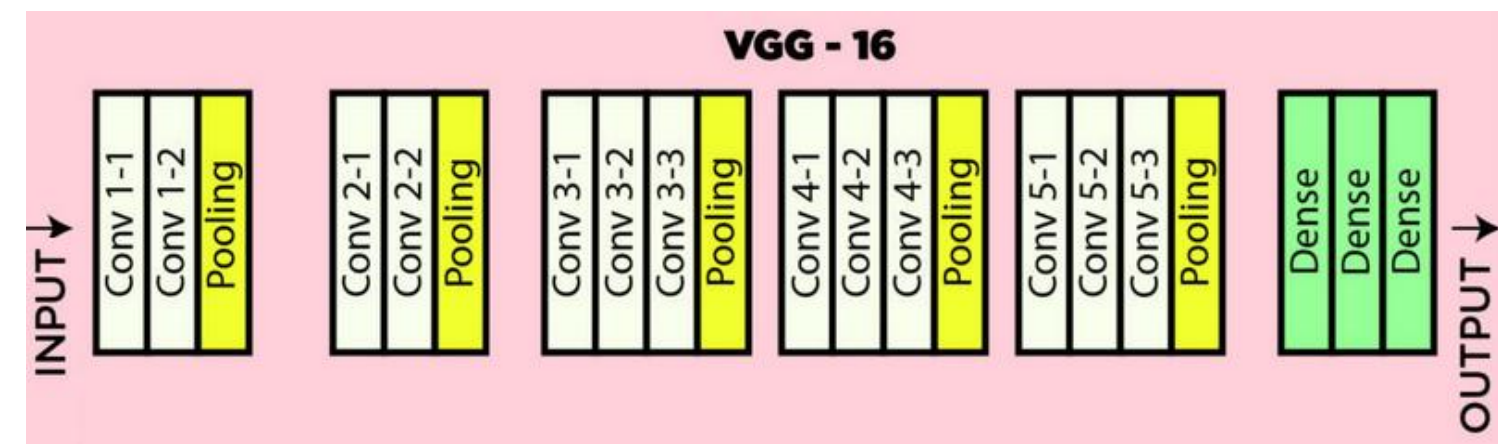 VGG - 16
INPUT
Conv 1-1
Conv 1-2
Pooling
Conv 2-1
Conv 2-2
Pooling
Conv 3-1
Conv 3-2
Conv 3-3
Pooling
Conv 4-1
Conv 4-2
Conv 4-3
Pooling
Conv 5-1
Conv 5-2
Conv 5-3
Pooling
Dense
Dense
Dense
OUTPUT